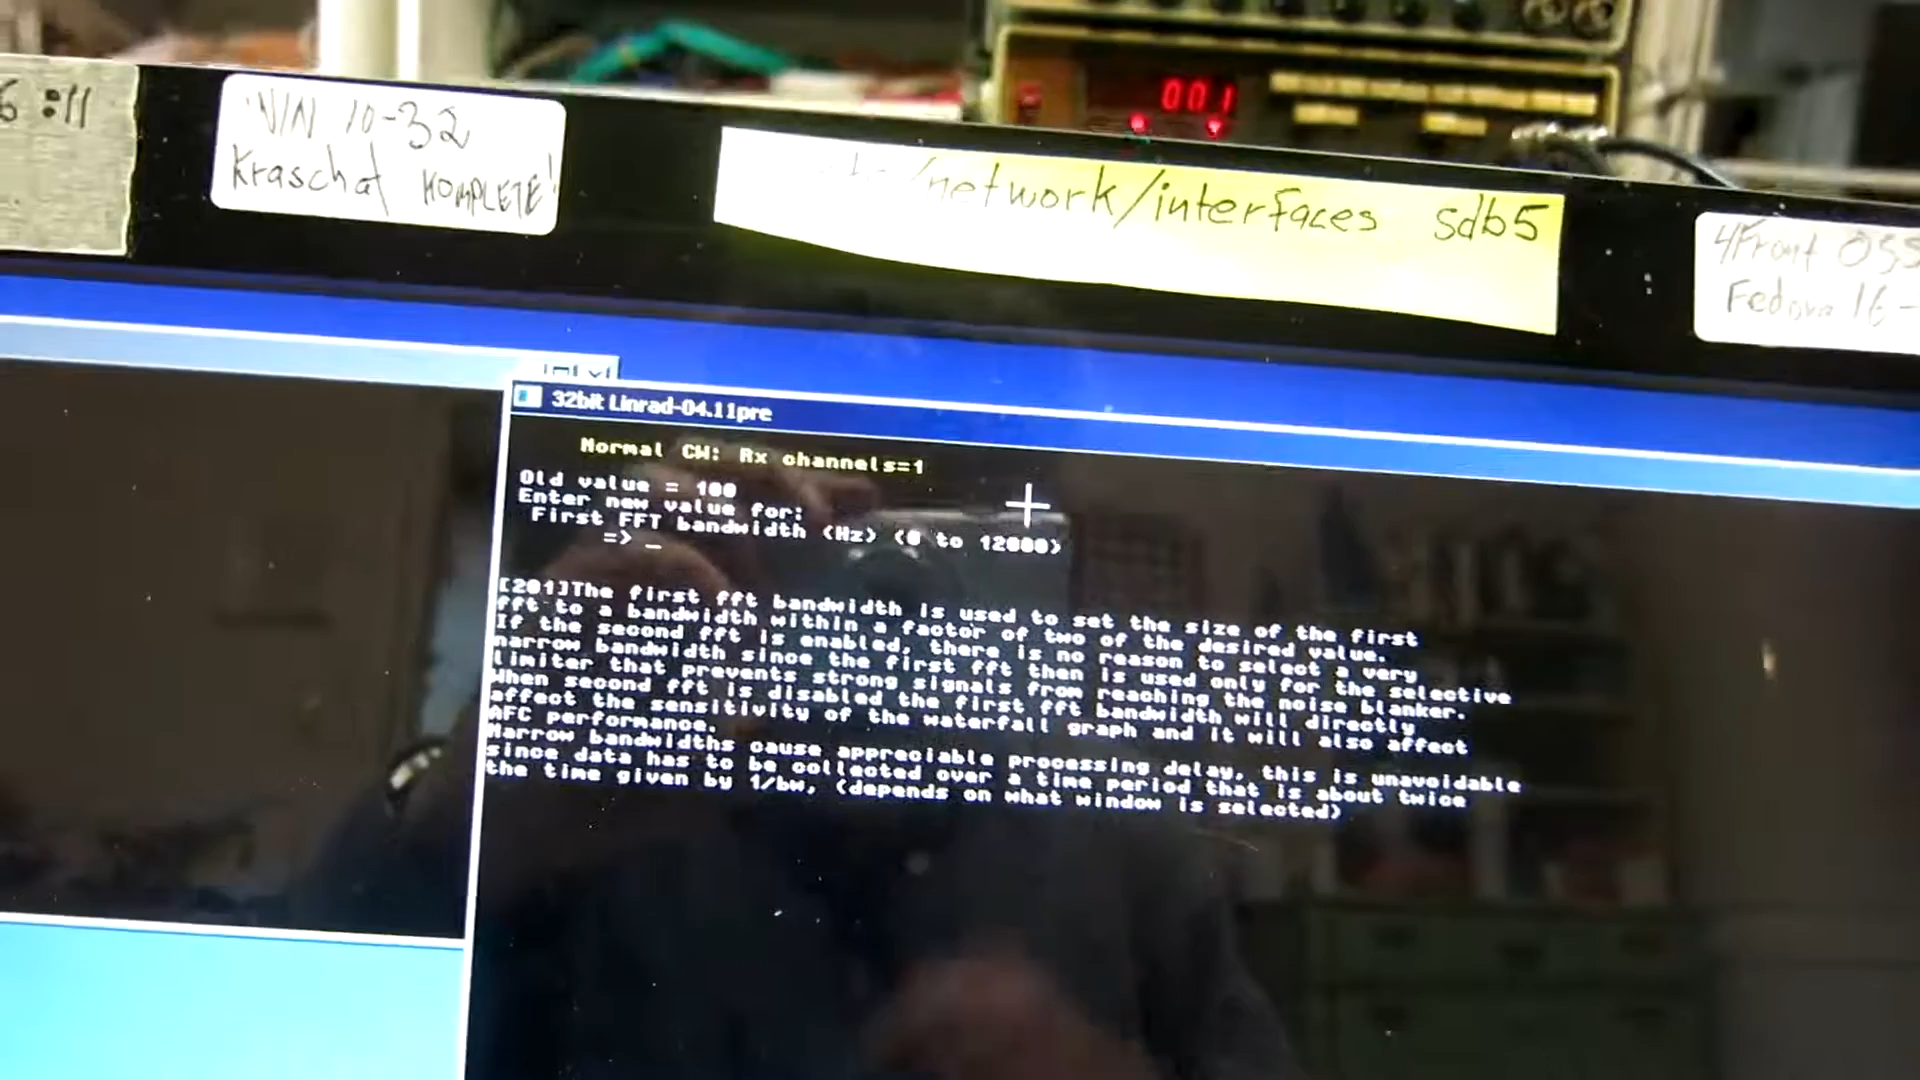 6:11
WIN 10-32
Kraschat KOMPLETE!
/network/interfaces sdb5
4Front OSS
Fedora 16-
001
32bit Linrad-04.11pre
Normal CW: Rx channels=1
Old value = 100
Enter new value for:
First FFT bandwidth (Hz) (0 to 12000)
=> _
[201]The first fft bandwidth is used to set the size of the first
fft to a bandwidth within a factor of two of the desired value.
If the second fft is enabled, there is no reason to select a very
narrow bandwidth since the first fft then is used only for the selective
limiter that prevents strong signals from reaching the noise blanker.
When second fft is disabled the first fft bandwidth will directly
affect the sensitivity of the waterfall graph and it will also affect
AFC performance.
Narrow bandwidths cause appreciable processing delay, this is unavoidable
since data has to be collected over a time period that is about twice
the time given by 1/bw, (depends on what window is selected)